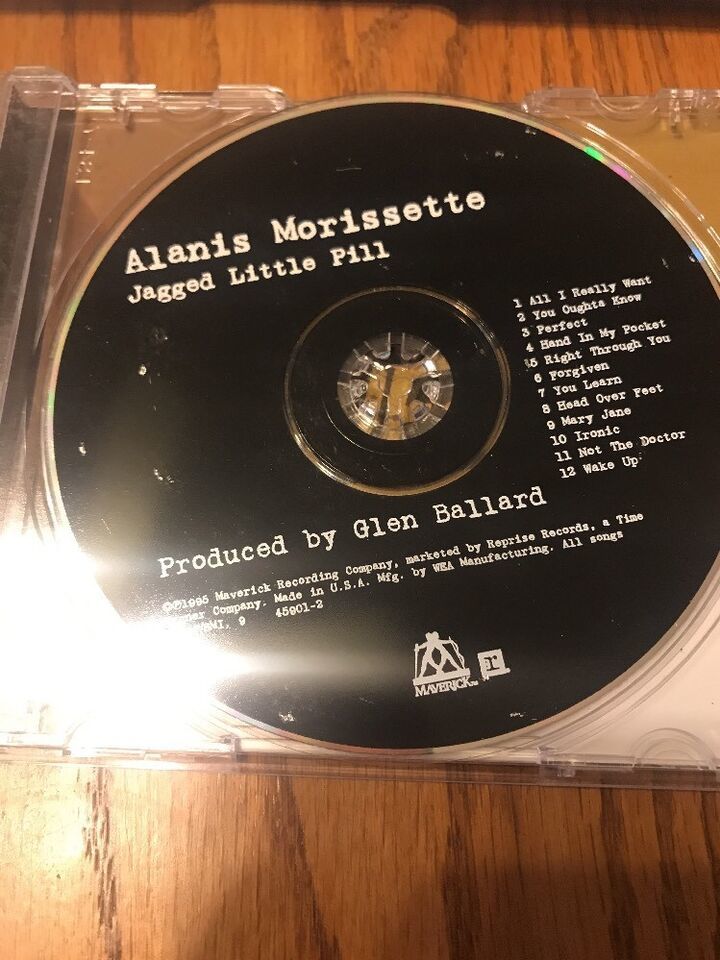 Alanis Morissette
Jagged Little Pill
1 All I Really Want
2 You Oughta Know
3 Perfect
4 Hand In My Pocket
5 Right Through You
6 Forgiven
7 You Learn
8 Head Over Feet
9 Mary Jane
10 Ironic
11 Not The Doctor
12 Wake Up
Produced by Glen Ballard
©℗1995 Maverick Recording Company, marketed by Reprise Records, a Time
Company. Made in U.S.A. Mfg. by WEA Manufacturing. All songs
9 45901-2
MAVERICK™
r